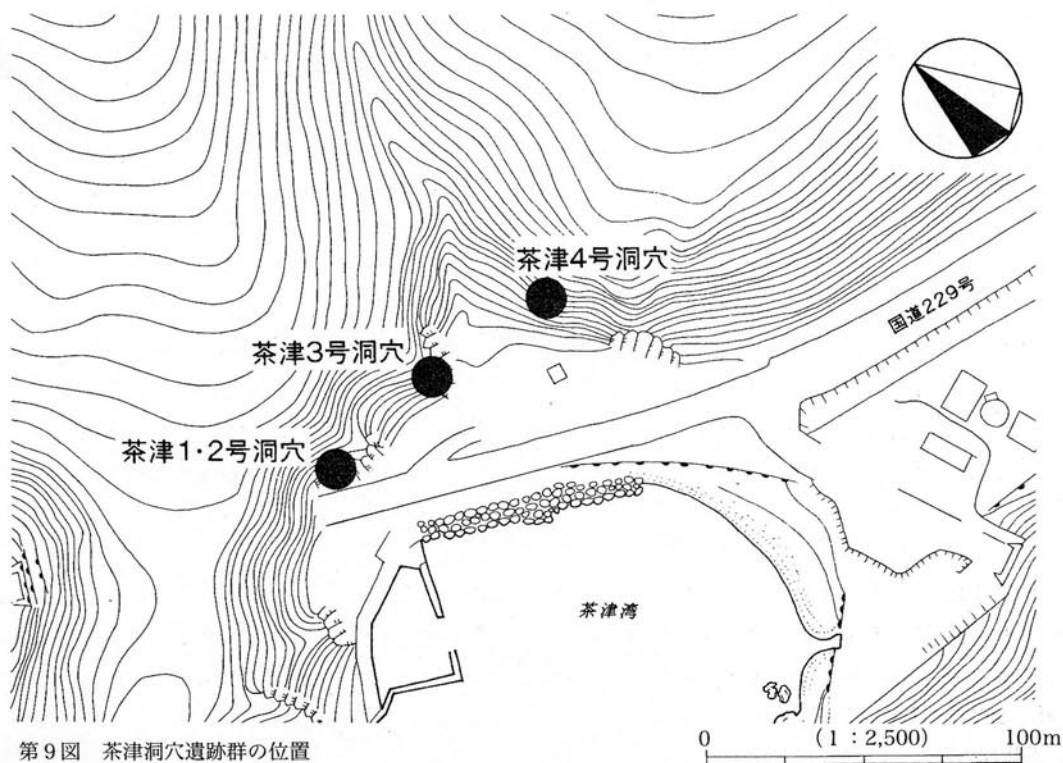 茶津4号洞穴
国道229号
茶津3号洞穴
茶津1・2号洞穴
茶津湾
第9図 茶津洞穴遺跡群の位置
0 (1:2,500) 100m